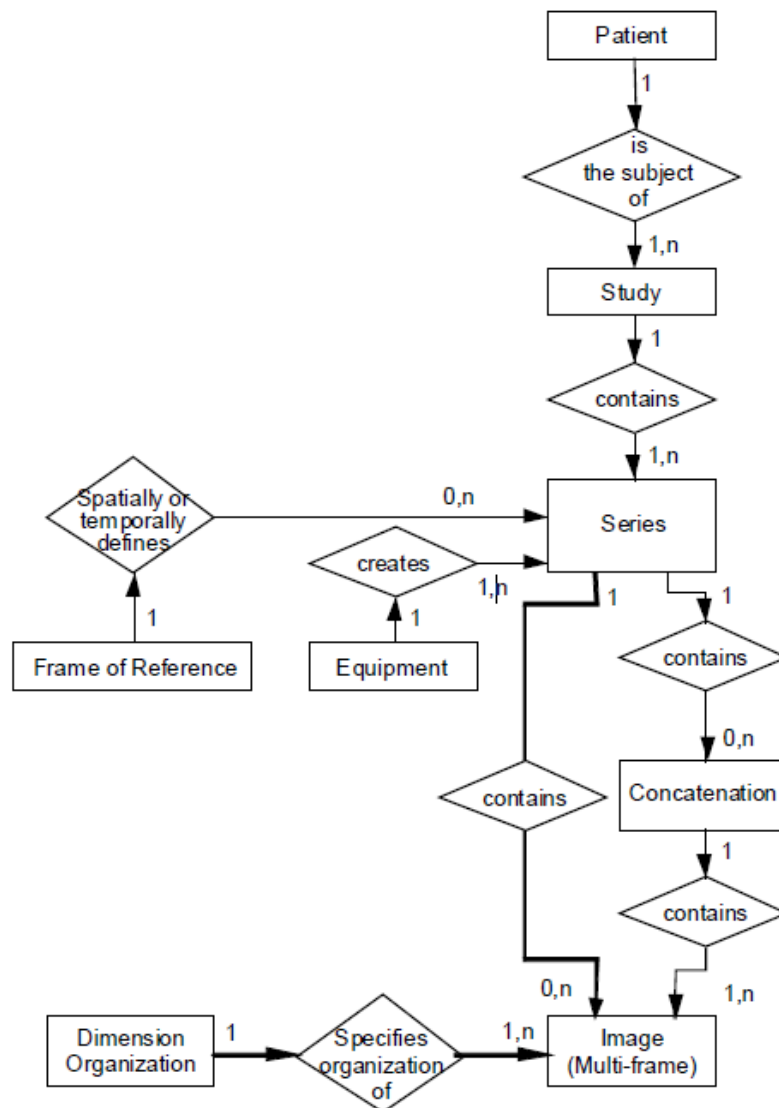 Patient
1
is
the subject
of
1,n
Study
1
contains
1,n
Spatially or
temporally
defines
0,n
Series
creates
1,n
1
1
1
1
Frame of Reference
Equipment
contains
0,n
contains
Concatenation
1
contains
0,n
1,n
Dimension
Organization
1
Specifies
organization
of
1,n
Image
(Multi-frame)